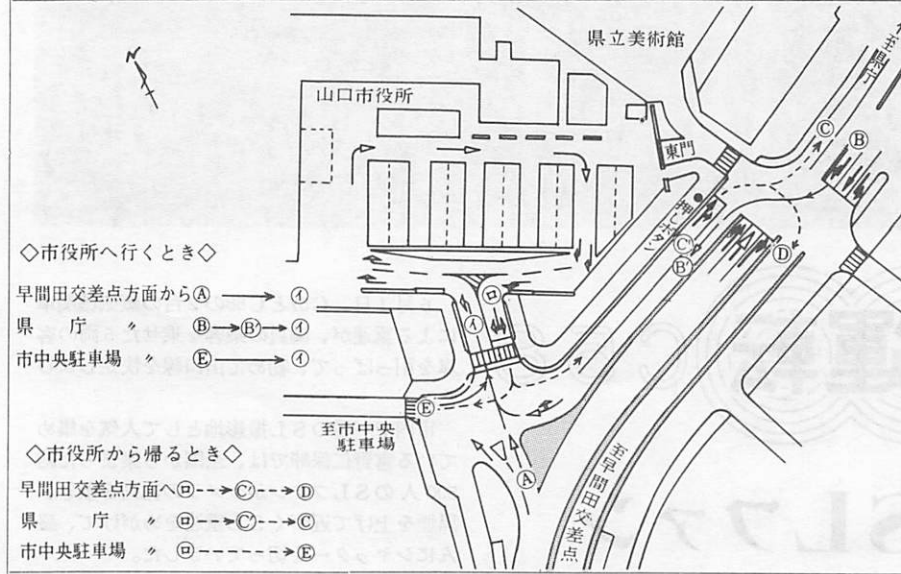 県立美術館
至県庁
山口市役所
東門
押しボタン
Ⓒ
Ⓑ
Ⓒ'
Ⓑ'
Ⓓ
㋑
㋺
Ⓔ
Ⓐ
至市中央
駐車場
至早間田交差点
◇市役所へ行くとき◇
早間田交差点方面からⒶ → ㋑
県 庁 〃 Ⓑ→Ⓑ'→㋑
市中央駐車場 〃 Ⓔ → ㋑
◇市役所から帰るとき◇
早間田交差点方面へ㋺→Ⓒ'→Ⓓ
県 庁 〃 ㋺→Ⓒ'→Ⓒ
市中央駐車場 〃 ㋺ → Ⓔ